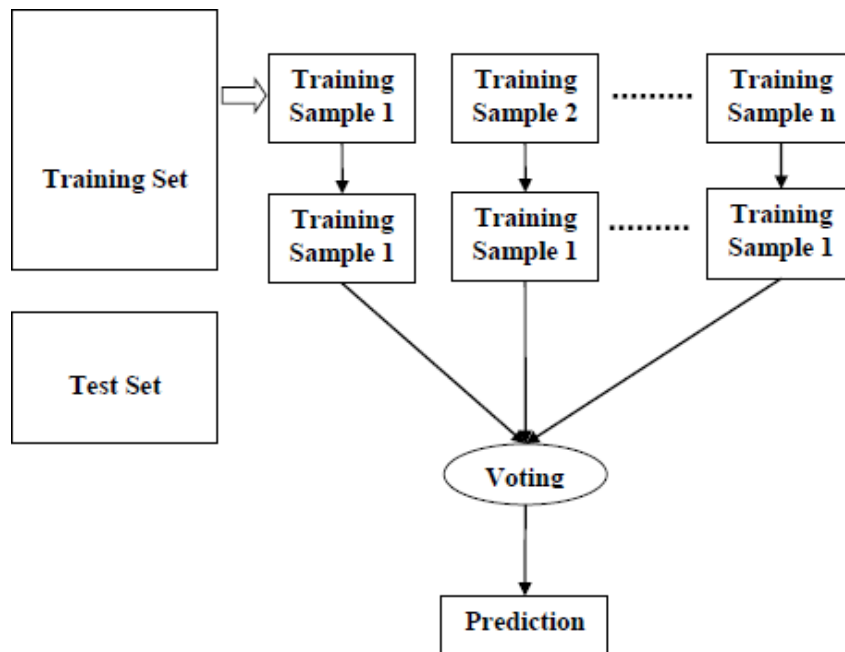 Training
Sample 1
Training
Sample 2
Training
Sample n
Training Set
Training
Sample 1
Training
Sample 1
Training
Sample 1
Test Set
Voting
Prediction